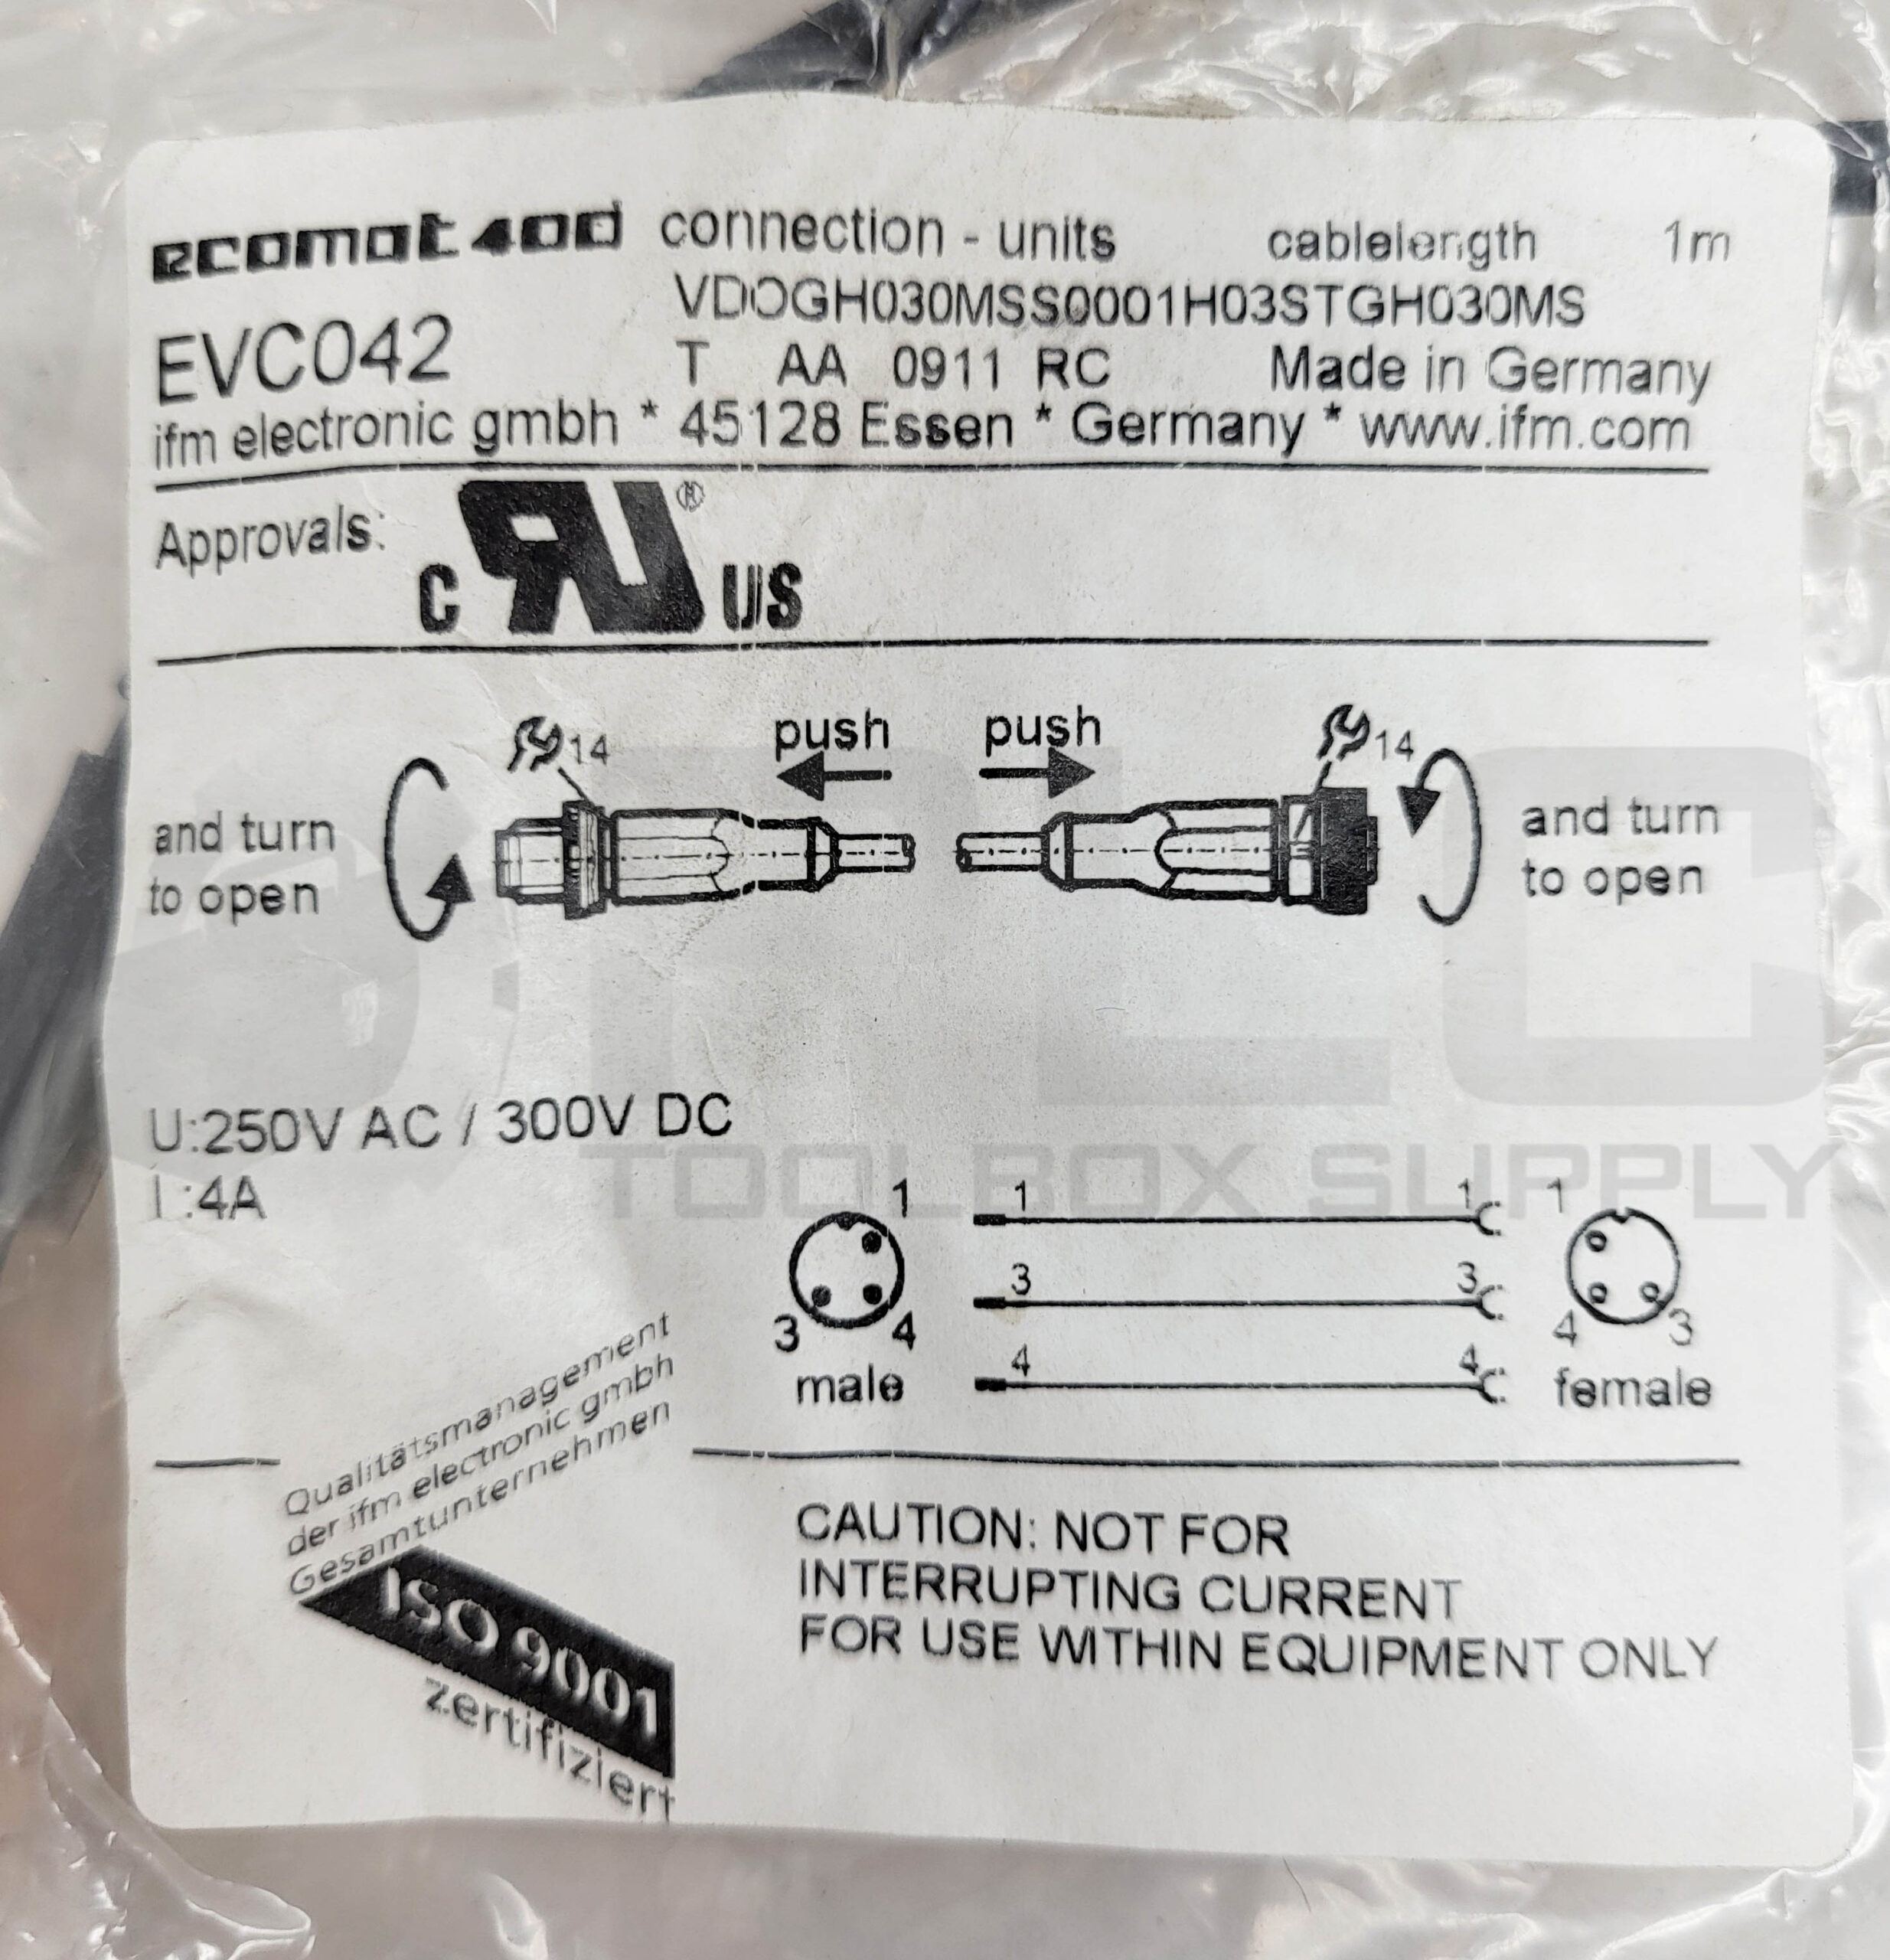 ecomat 400 connection - units cablelength 1m
VDOGH030MSS0001H03STGH030MS
EVC042 T AA 0911 RC Made in Germany
ifm electronic gmbh * 45128 Essen * Germany * www.ifm.com
Approvals: C RU ® US
14 push push 14
and turn and turn
to open to open
U:250V AC / 300V DC
TOOLBOX SUPPLY
I :4A
1 1 1 1
3 3
3 4 4 3
4 4
male female
Qualitätsmanagement
der ifm electronic gmbh
Gesamtunternehmen
ISO 9001
zertifiziert
CAUTION: NOT FOR
INTERRUPTING CURRENT
FOR USE WITHIN EQUIPMENT ONLY